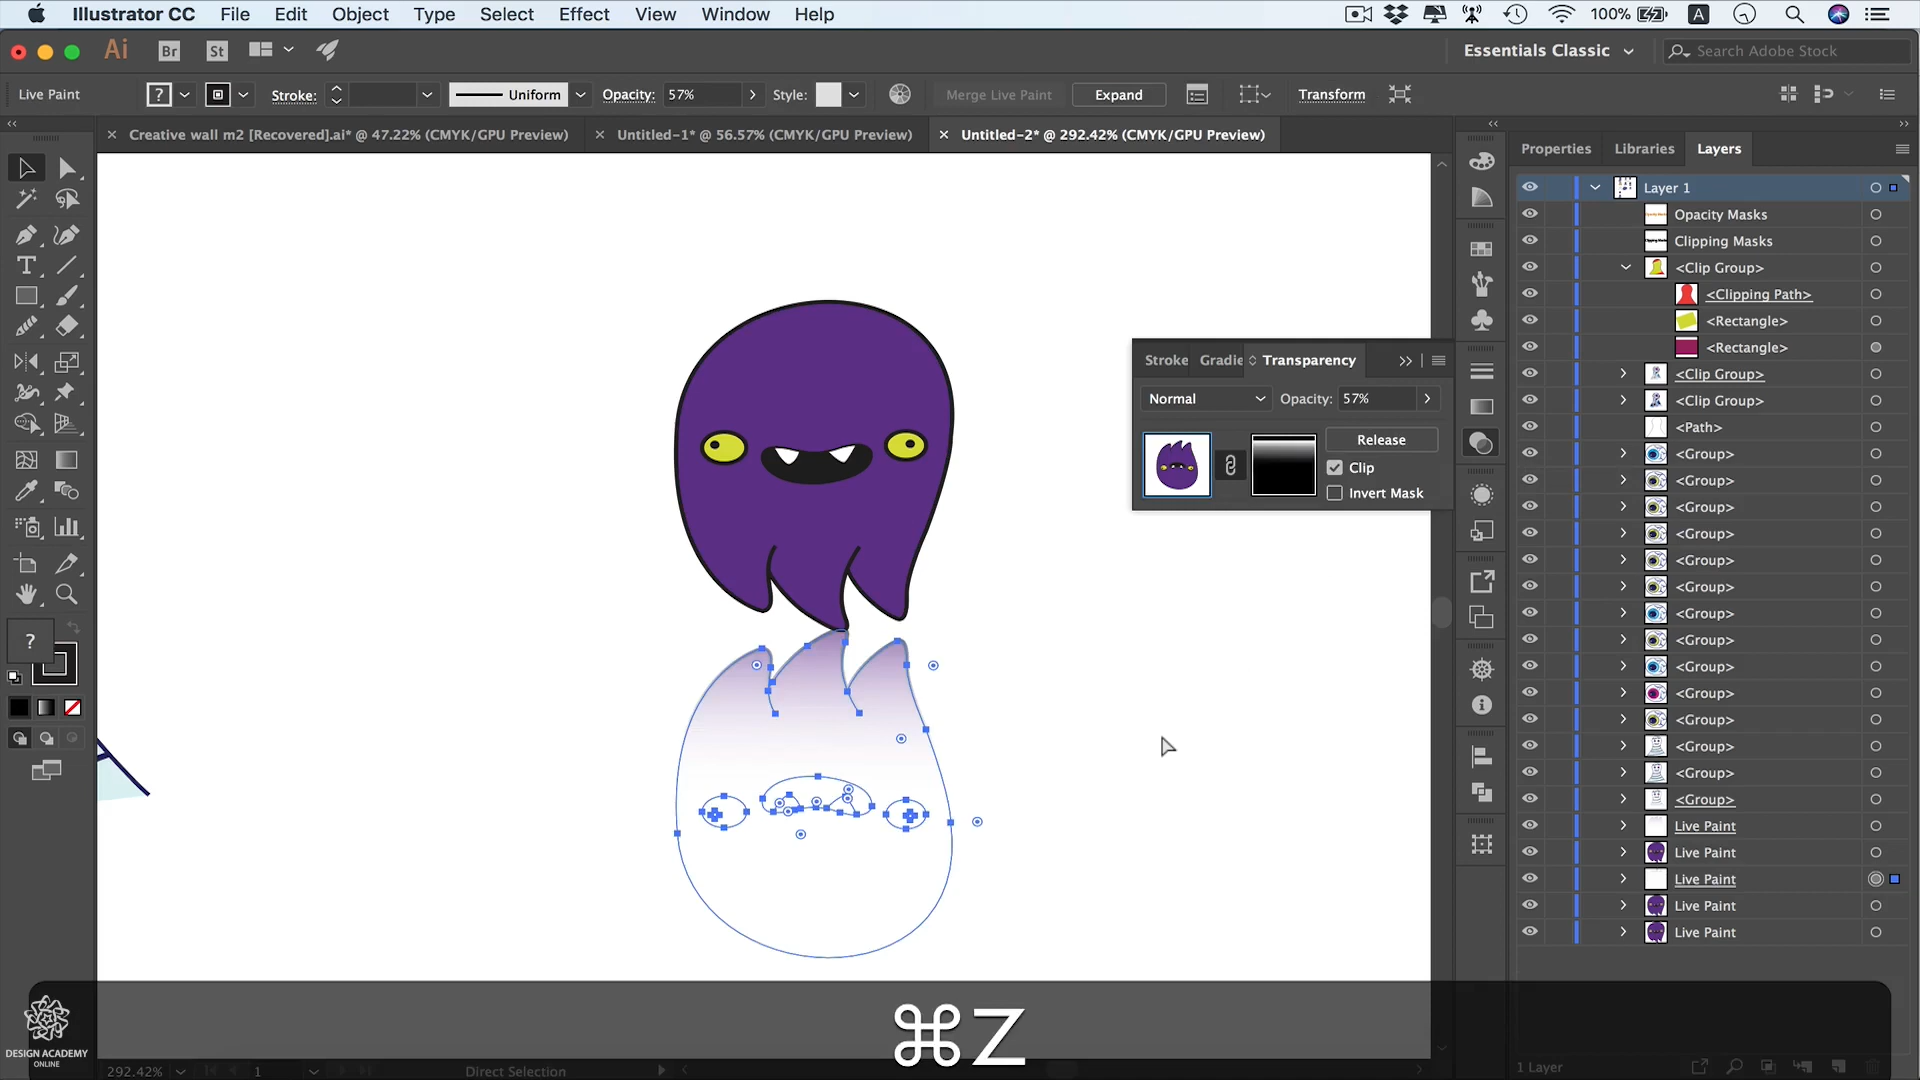 Illustrator CC File Edit Object Type Select Effect View Window Help 100% A
Ai Br St Essentials Classic Search Adobe Stock
Live Paint ? Stroke: Uniform Opacity: 57% Style: Merge Live Paint Expand Transform
Creative wall m2 [Recovered].ai* @ 47.22% (CMYK/GPU Preview) Untitled-1* @ 56.57% (CMYK/GPU Preview) Untitled-2* @ 292.42% (CMYK/GPU Preview)
Properties Libraries Layers
Layer 1
Opacity Masks
Clipping Masks
<Clip Group>
<Clipping Path>
<Rectangle>
<Rectangle>
<Clip Group>
<Clip Group>
<Path>
<Group>
<Group>
<Group>
<Group>
<Group>
<Group>
<Group>
<Group>
<Group>
<Group>
<Group>
<Group>
<Group>
<Group>
Live Paint
Live Paint
Live Paint
Live Paint
Live Paint
Stroke Gradie Transparency
Normal Opacity: 57%
Release
Clip
Invert Mask
?
⌘Z
DESIGN ACADEMY
ONLINE
292.42% 1 Direct Selection 1 Layer